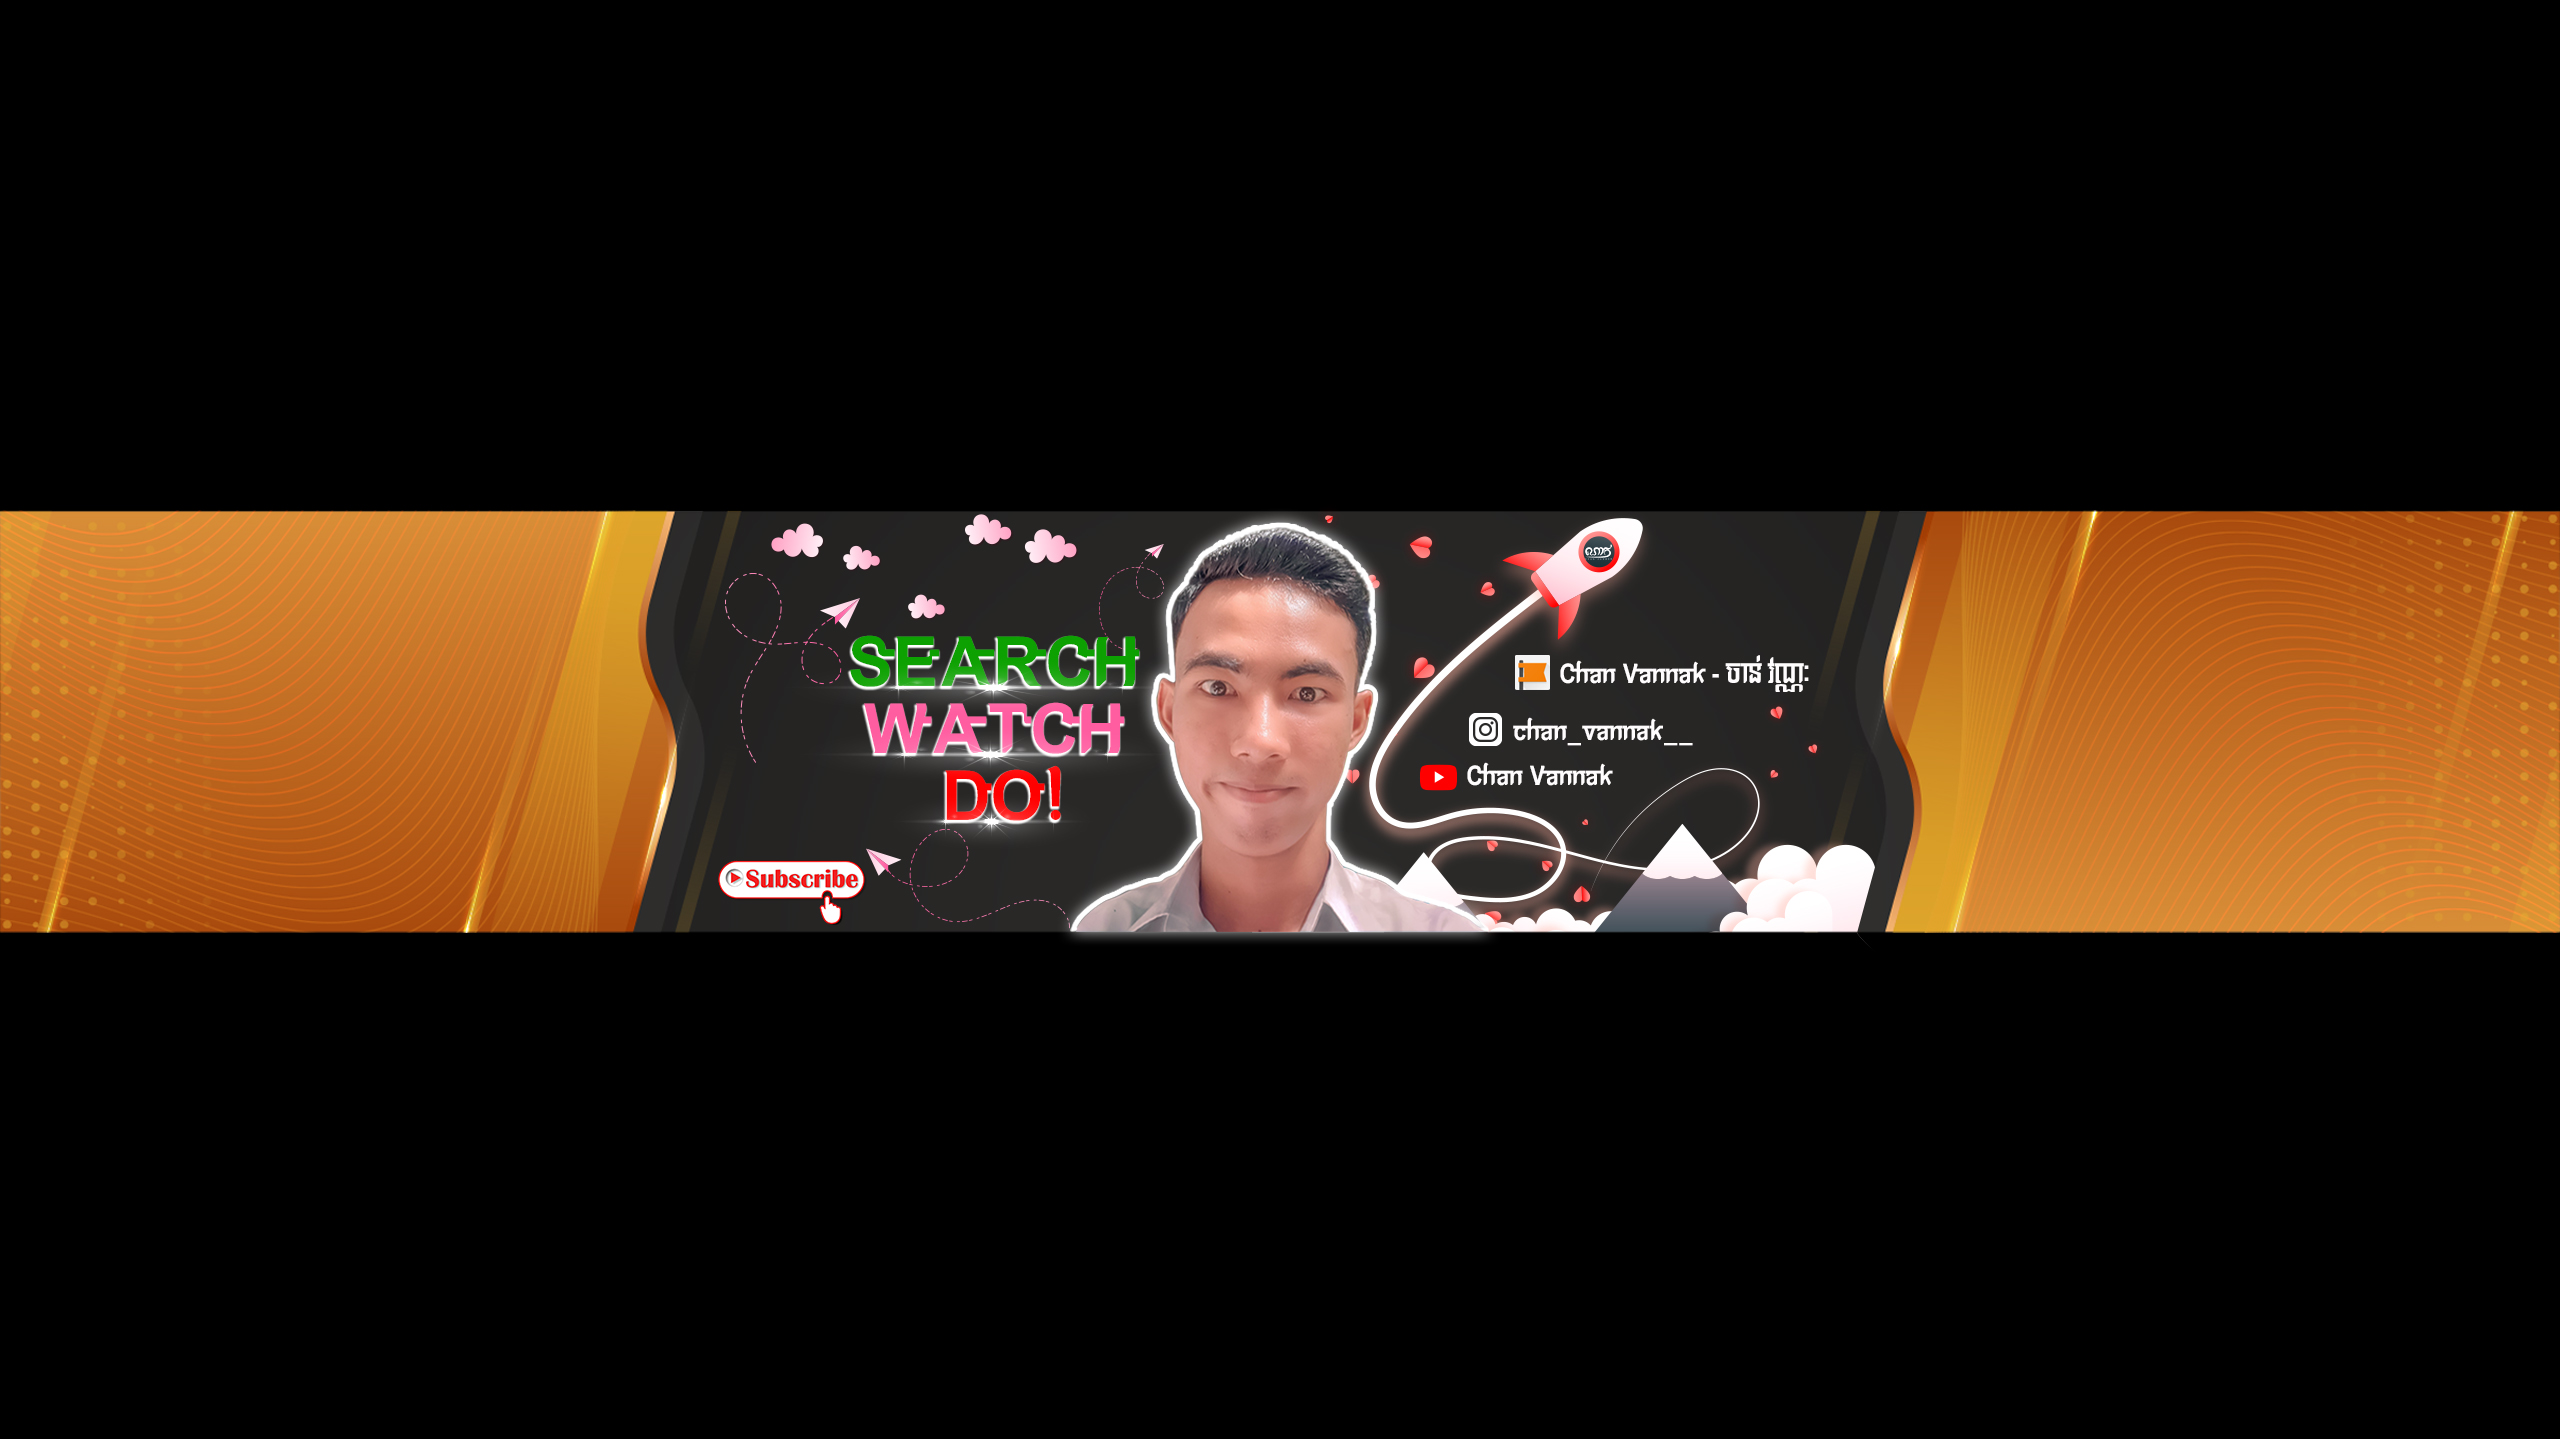 SEARCH
WATCH
DO!
Subscribe
Chan Vannak - ចាន់ វណ្ណៈ
chan_vannak__
Chan Vannak